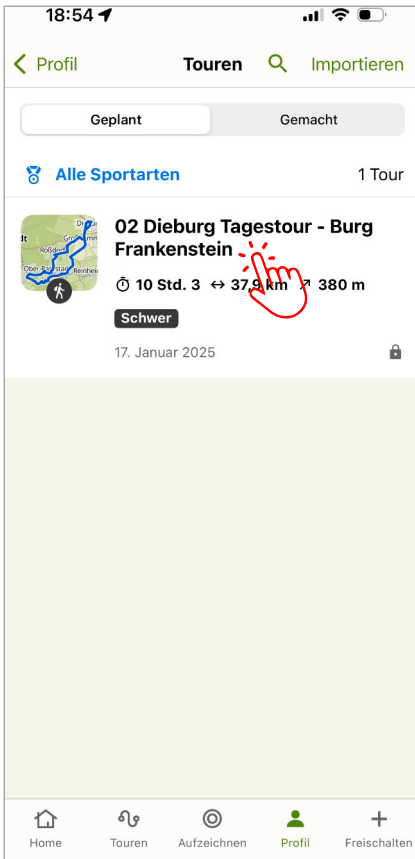 18:54
Profil Touren Importieren
Geplant Gemacht
Alle Sportarten 1 Tour
02 Dieburg Tagestour - Burg
Frankenstein
10 Std. 3 37,9 km 380 m
Schwer
17. Januar 2025
Home Touren Aufzeichnen Profil Freischalten